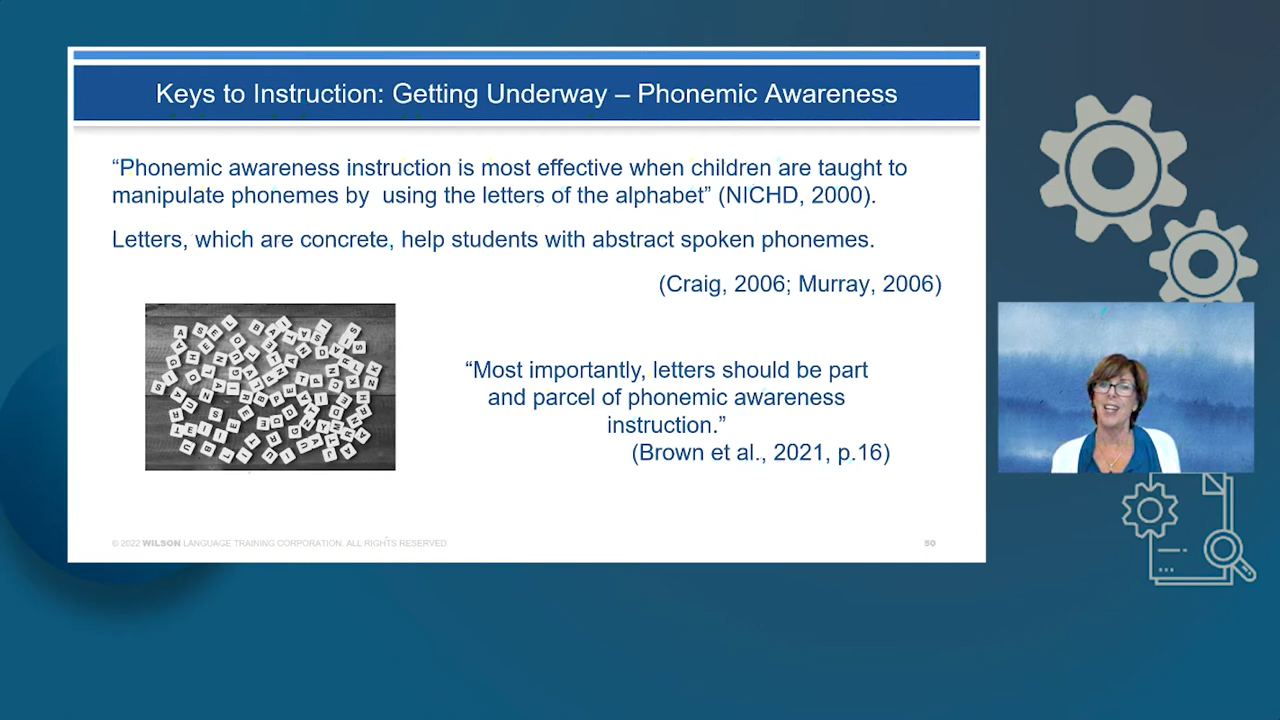 Keys to Instruction: Getting Underway – Phonemic Awareness
“Phonemic awareness instruction is most effective when children are taught to
manipulate phonemes by using the letters of the alphabet” (NICHD, 2000).
Letters, which are concrete, help students with abstract spoken phonemes.
(Craig, 2006; Murray, 2006)
“Most importantly, letters should be part
and parcel of phonemic awareness
instruction.”
(Brown et al., 2021, p.16)
© 2022 WILSON LANGUAGE TRAINING CORPORATION. ALL RIGHTS RESERVED
50